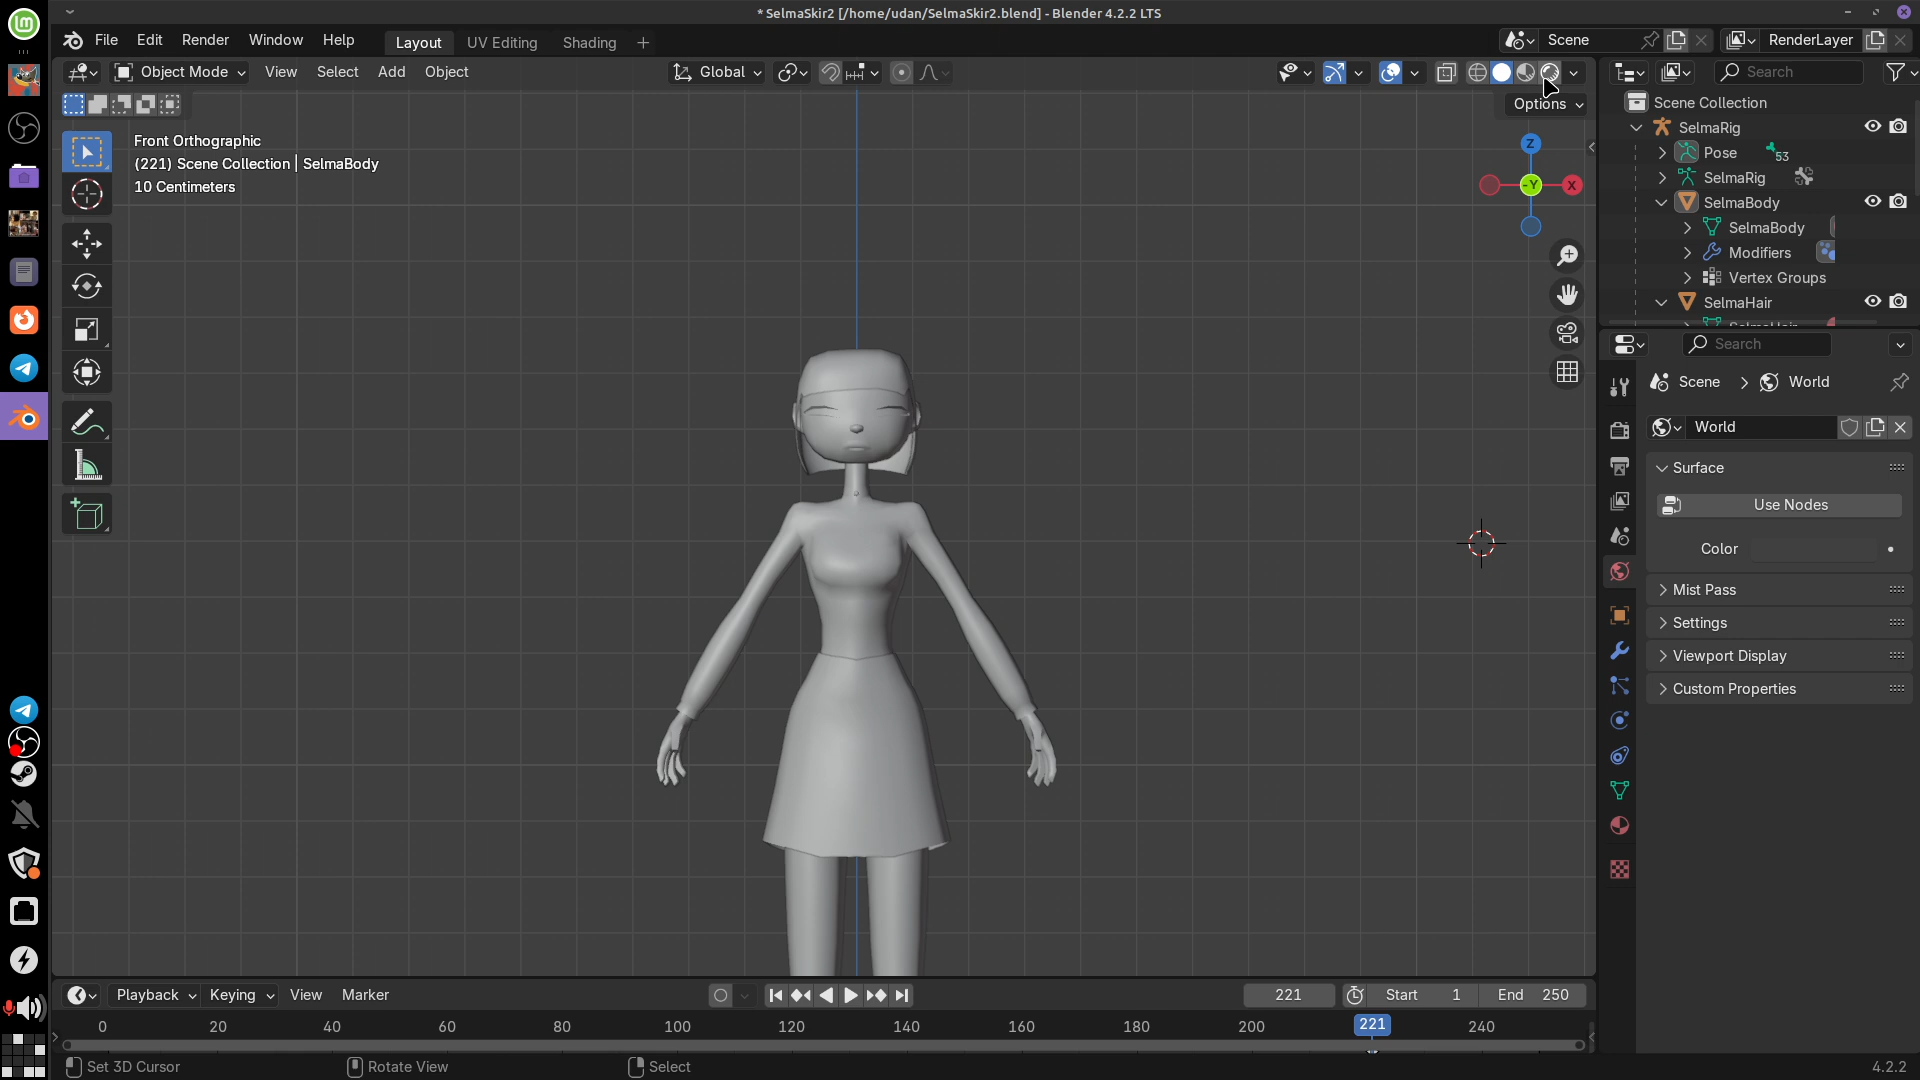 * SelmaSkir2 [/home/udan/SelmaSkir2.blend] - Blender 4.2.2 LTS
File Edit Render Window Help Layout UV Editing Shading Scene RenderLayer
Object Mode View Select Add Object Global Search
Options
Front Orthographic
(221) Scene Collection | SelmaBody
10 Centimeters
Z
-Y
X
Scene Collection
SelmaRig
Pose 53
SelmaRig
SelmaBody
SelmaBody
Modifiers
Vertex Groups
SelmaHair
SelmaHair
Search
Scene World
World
Surface
Use Nodes
Color
Mist Pass
Settings
Viewport Display
Custom Properties
Playback Keying View Marker 221 Start 1 End 250
0 20 40 60 80 100 120 140 160 180 200 221 240
Set 3D Cursor Rotate View Select 4.2.2